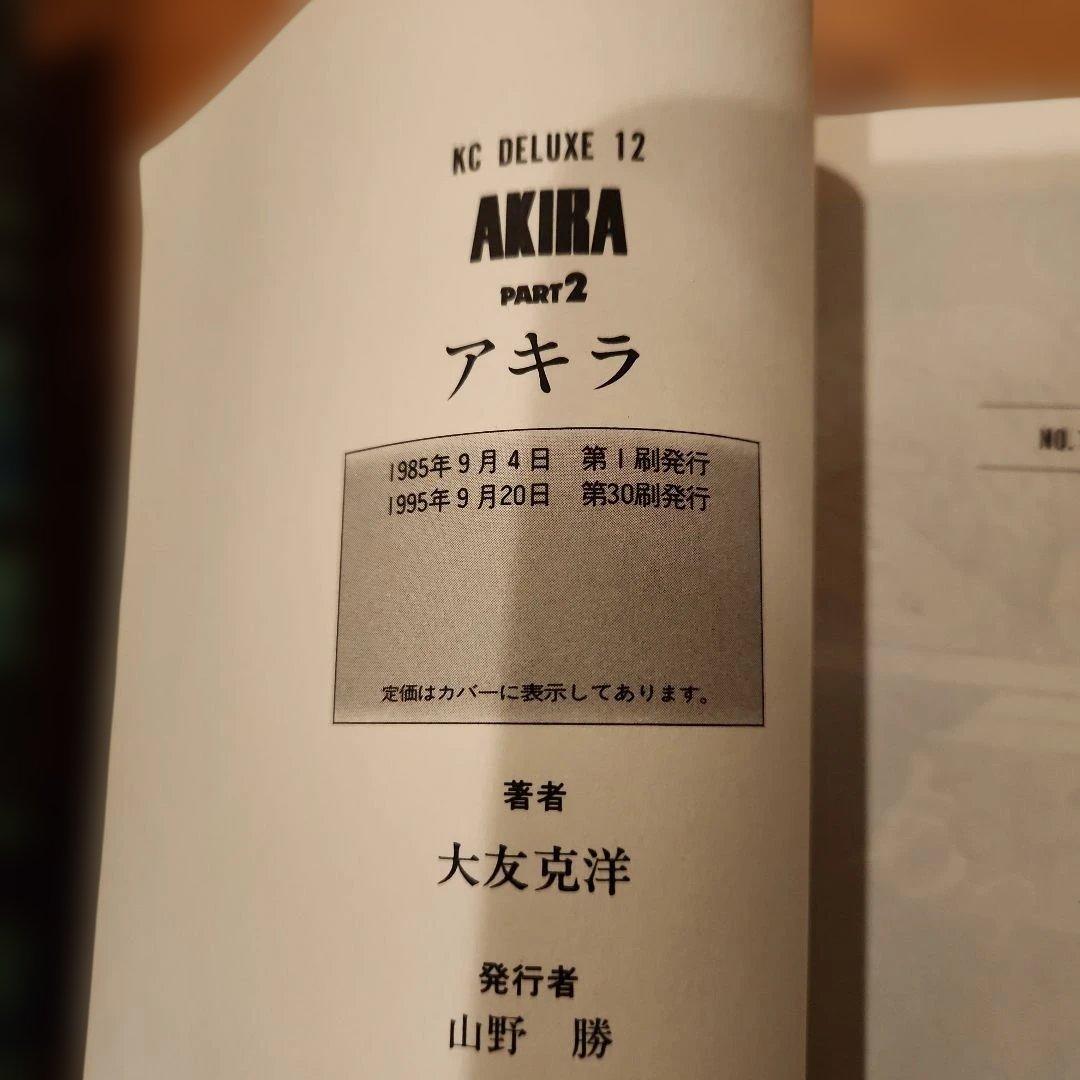 KC DELUXE 12
AKIRA
PART2
アキラ
1985年9月4日 第1刷発行
1995年9月20日 第30刷発行
定価はカバーに表示してあります。
著者
大友克洋
発行者
山野 勝
NO.